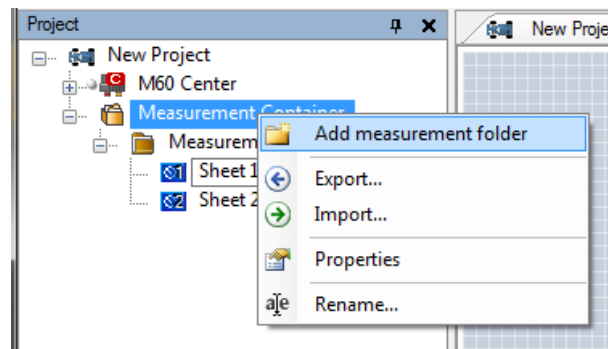 Project
New Proje
New Project
M60 Center
Measurement Container
Add measurement folder
Measurem
Sheet 1
Export...
Sheet 2
Import...
Properties
Rename...